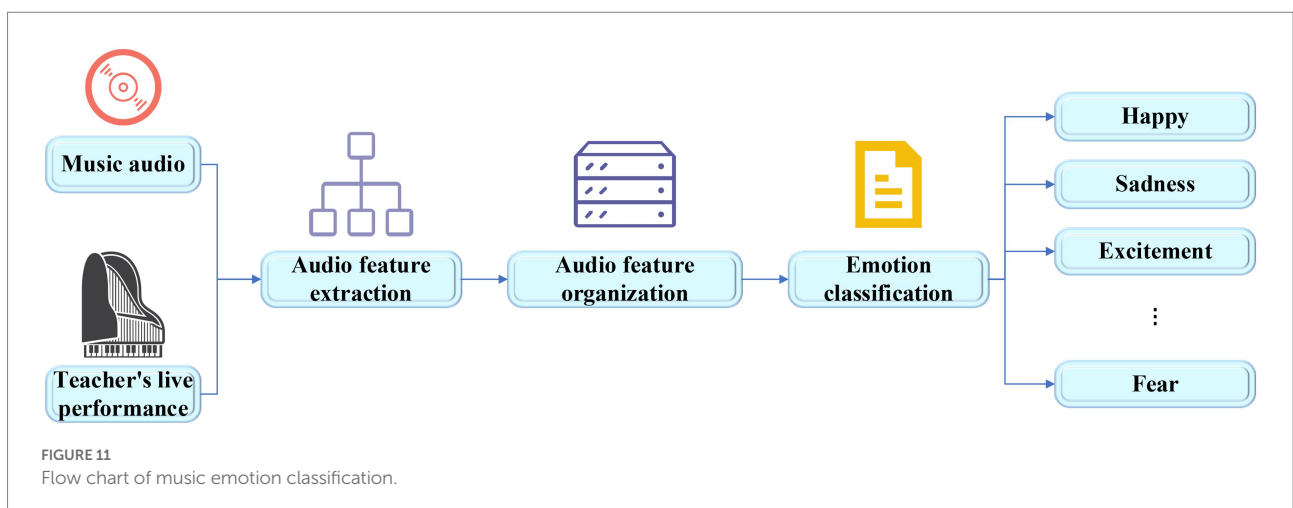 Music audio
Teacher's live
performance
Audio feature
extraction
Audio feature
organization
Emotion
classification
Happy
Sadness
Excitement
⋮
Fear
FIGURE 11
Flow chart of music emotion classification.